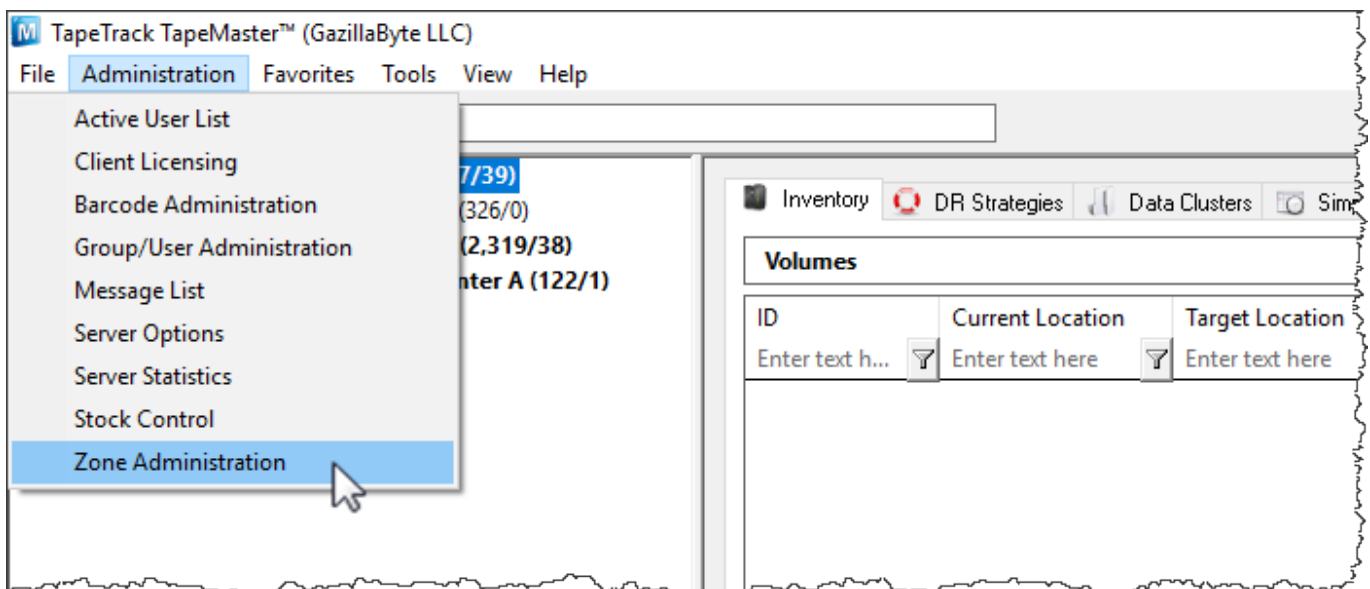 TapeTrack TapeMaster™ (GazillaByte LLC)
File Administration Favorites Tools View Help
Active User List
Client Licensing
Barcode Administration
Group/User Administration
Message List
Server Options
Server Statistics
Stock Control
Zone Administration
7/39)
(326/0)
(2,319/38)
nter A (122/1)
Inventory DR Strategies Data Clusters
Volumes
ID Current Location Target Location
Enter text h... Enter text here Enter text here